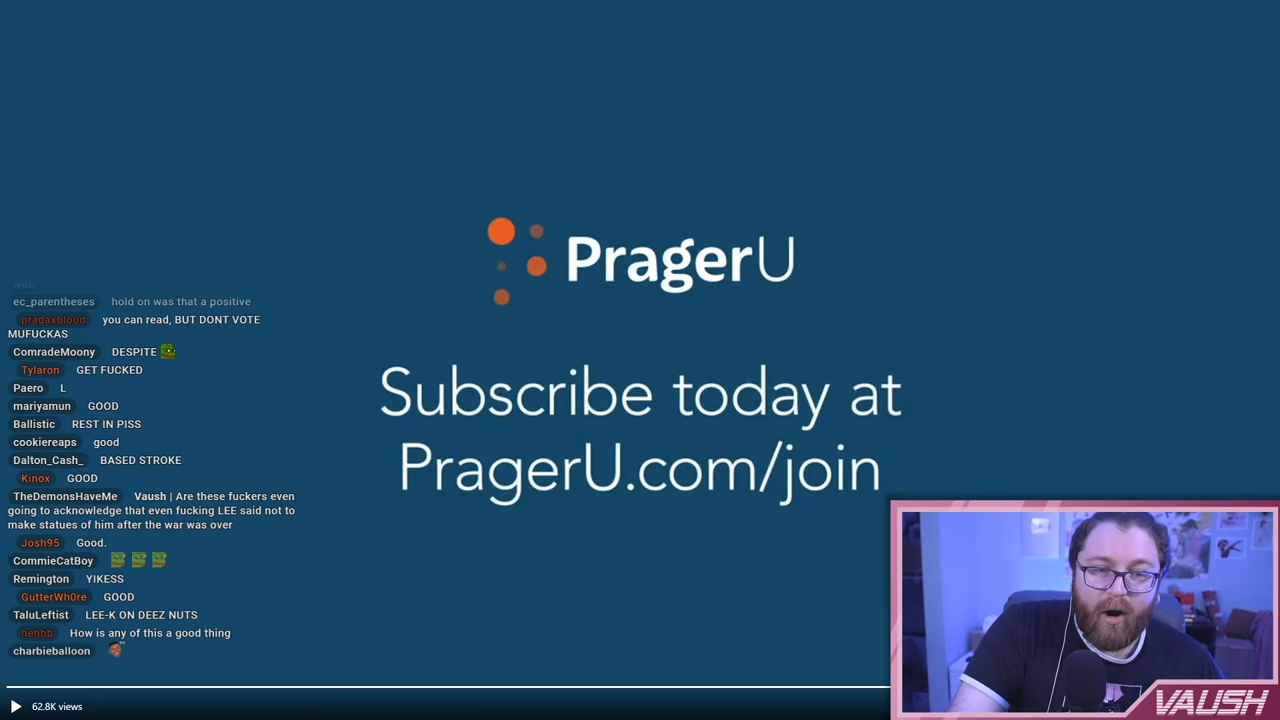 PragerU
Subscribe today at
PragerU.com/join
ec_parentheses hold on was that a positive
pradaxblood you can read, BUT DONT VOTE
MUFUCKAS
ComradeMoony DESPITE
Tylaron GET FUCKED
Paero L
mariyamun GOOD
Ballistic REST IN PISS
cookiereaps good
Dalton_Cash_ BASED STROKE
Kinox GOOD
TheDemonsHaveMe Vaush | Are these fuckers even
going to acknowledge that even fucking LEE said not to
make statues of him after the war was over
Josh95 Good.
CommieCatBoy
Remington YIKESS
GutterWh0re GOOD
TaluLeftist LEE-K ON DEEZ NUTS
hehbb How is any of this a good thing
charbieballoon
62.8K views
VAUSH